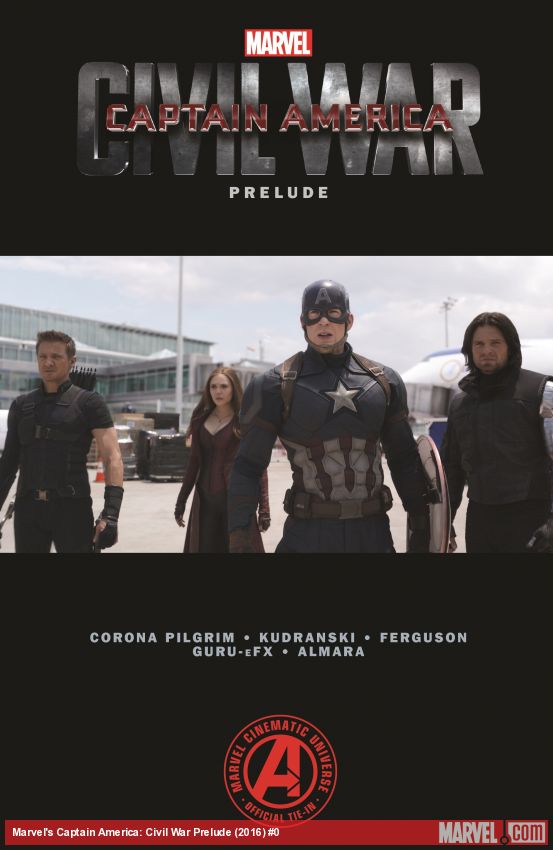 MARVEL
CIVIL WAR
CAPTAIN AMERICA
PRELUDE
A
CORONA PILGRIM • KUDRANSKI • FERGUSON
GURU-eFX • ALMARA
MARVEL CINEMATIC UNIVERSE
A
• OFFICIAL TIE-IN •
Marvel's Captain America: Civil War Prelude (2016) #0
MARVEL.COM